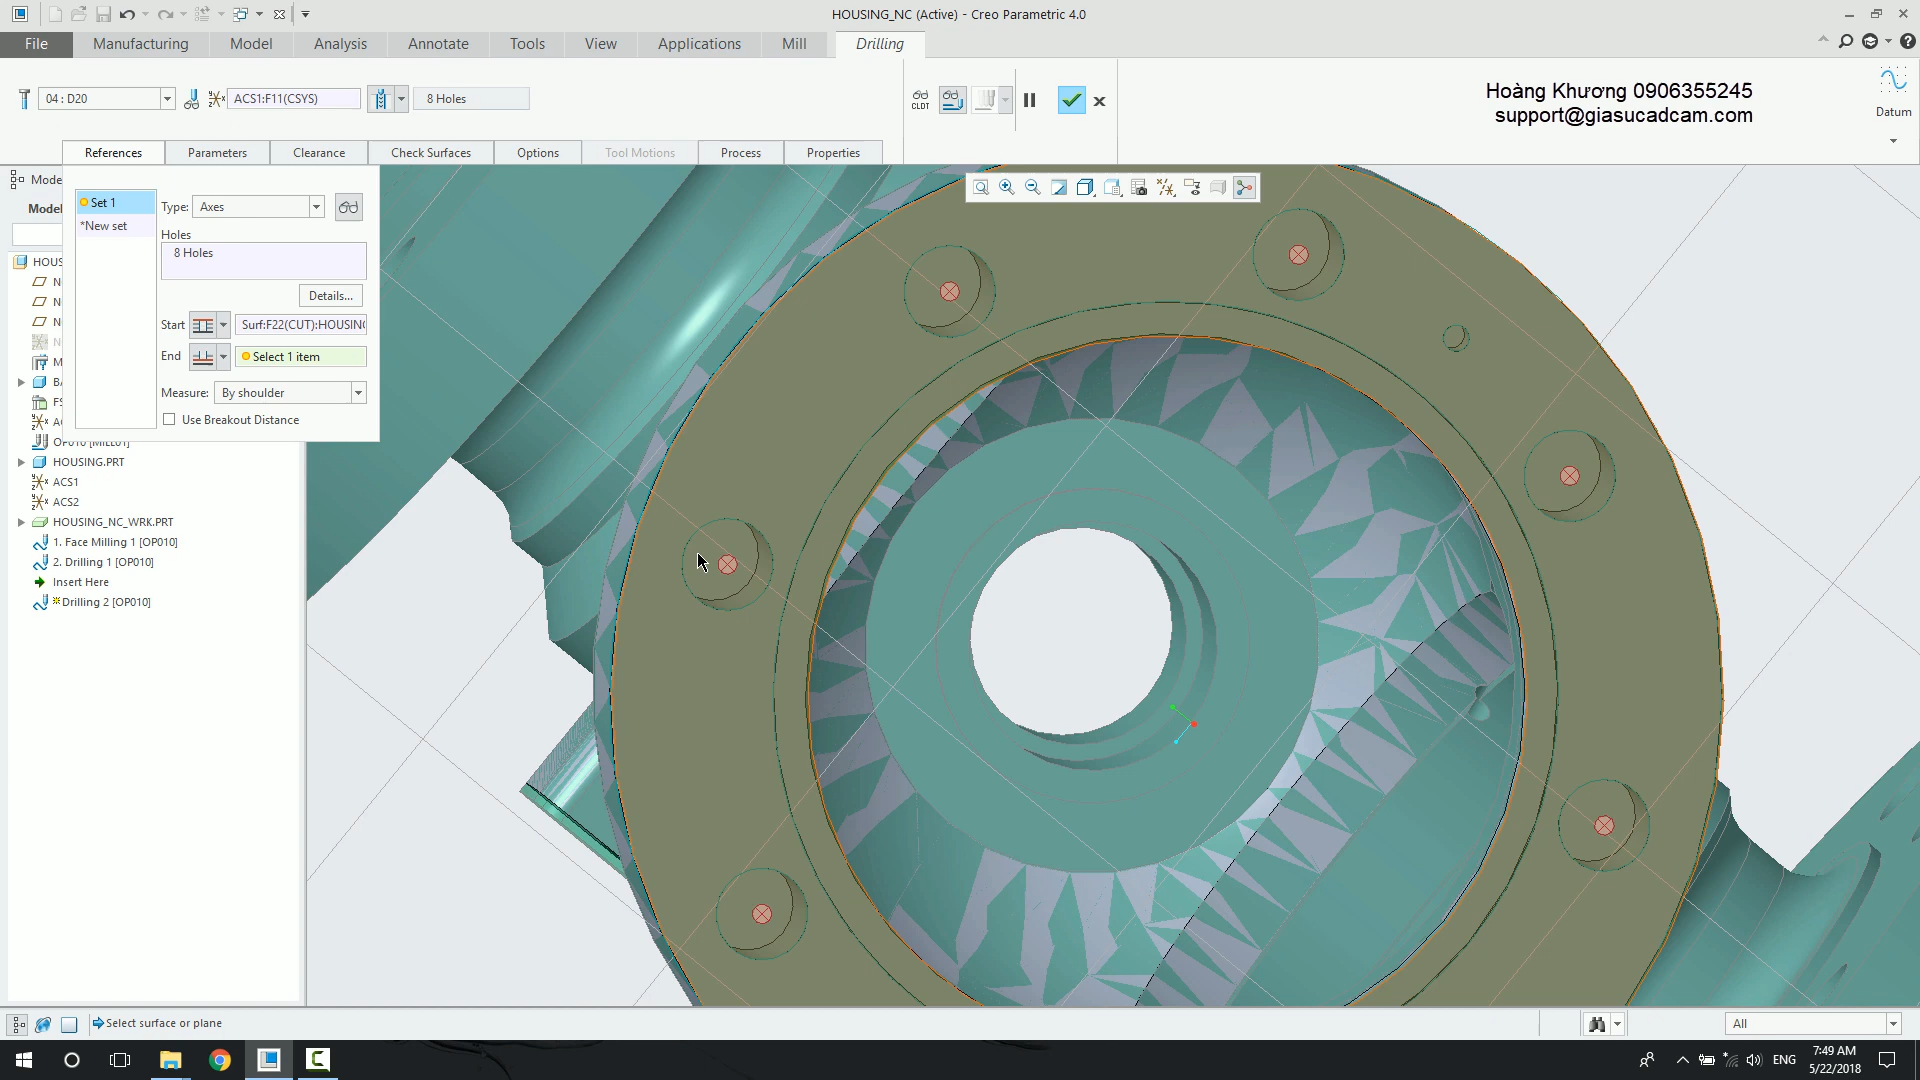 HOUSING_NC (Active) - Creo Parametric 4.0
File
Manufacturing
Model
Analysis
Annotate
Tools
View
Applications
Mill
Drilling
04 : D20
ACS1:F11(CSYS)
8 Holes
CLDT
Hoàng Khương 0906355245
support@giasucadcam.com
Datum
References
Parameters
Clearance
Check Surfaces
Options
Tool Motions
Process
Properties
Mode
Set 1
*New set
Type:
Axes
Model
Holes
8 Holes
Details...
Start
Surf:F22(CUT):HOUSIN
End
Select 1 item
Measure:
By shoulder
Use Breakout Distance
HOUS
OP010 [MILL01]
HOUSING.PRT
ACS1
ACS2
HOUSING_NC_WRK.PRT
1. Face Milling 1 [OP010]
2. Drilling 1 [OP010]
Insert Here
Drilling 2 [OP010]
Select surface or plane
All
ENG
7:49 AM
5/22/2018